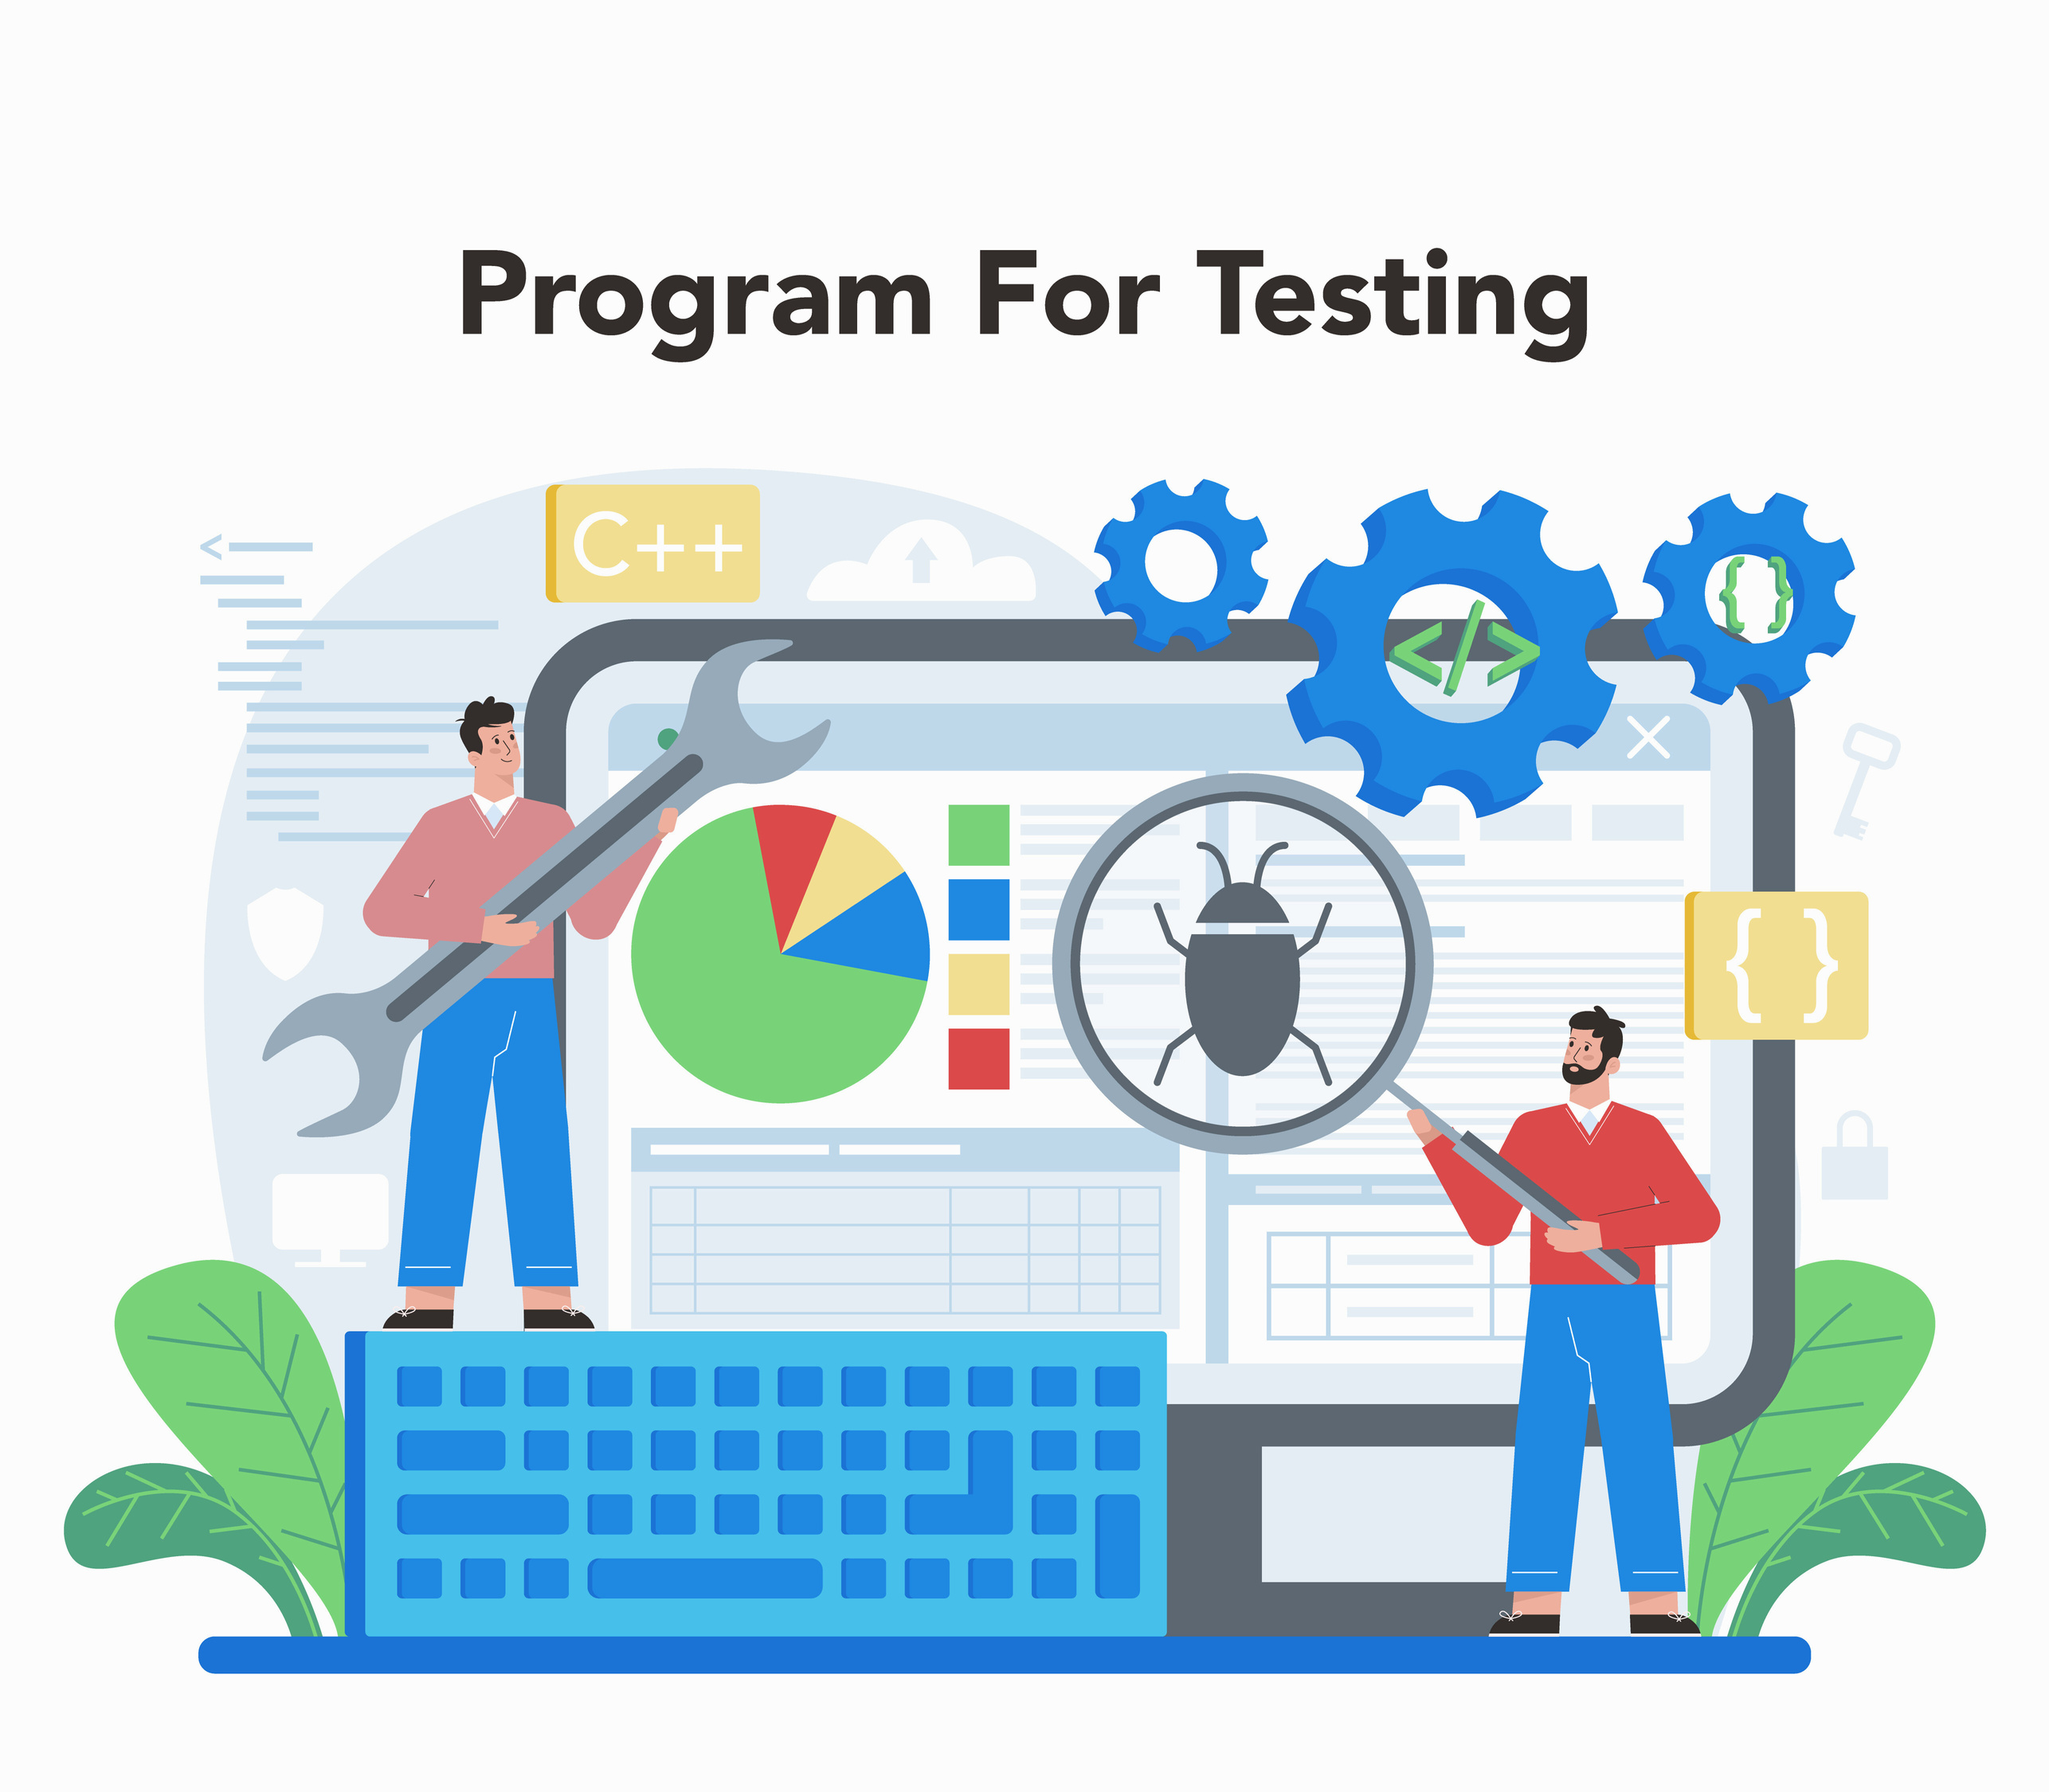 Program For Testing
C++
<
</>
{ }
{ }